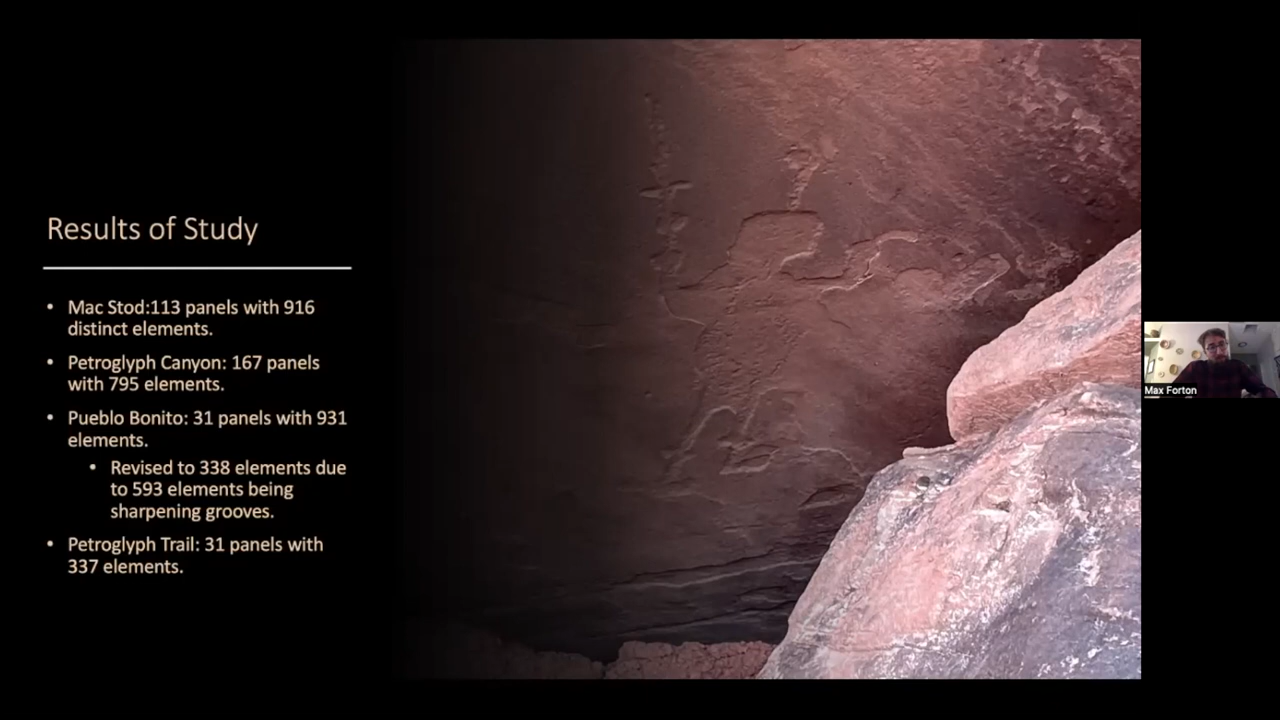 Results of Study
• Mac Stod:113 panels with 916
distinct elements.
• Petroglyph Canyon: 167 panels
with 795 elements.
• Pueblo Bonito: 31 panels with 931
elements.
• Revised to 338 elements due
to 593 elements being
sharpening grooves.
• Petroglyph Trail: 31 panels with
337 elements.
Max Forton